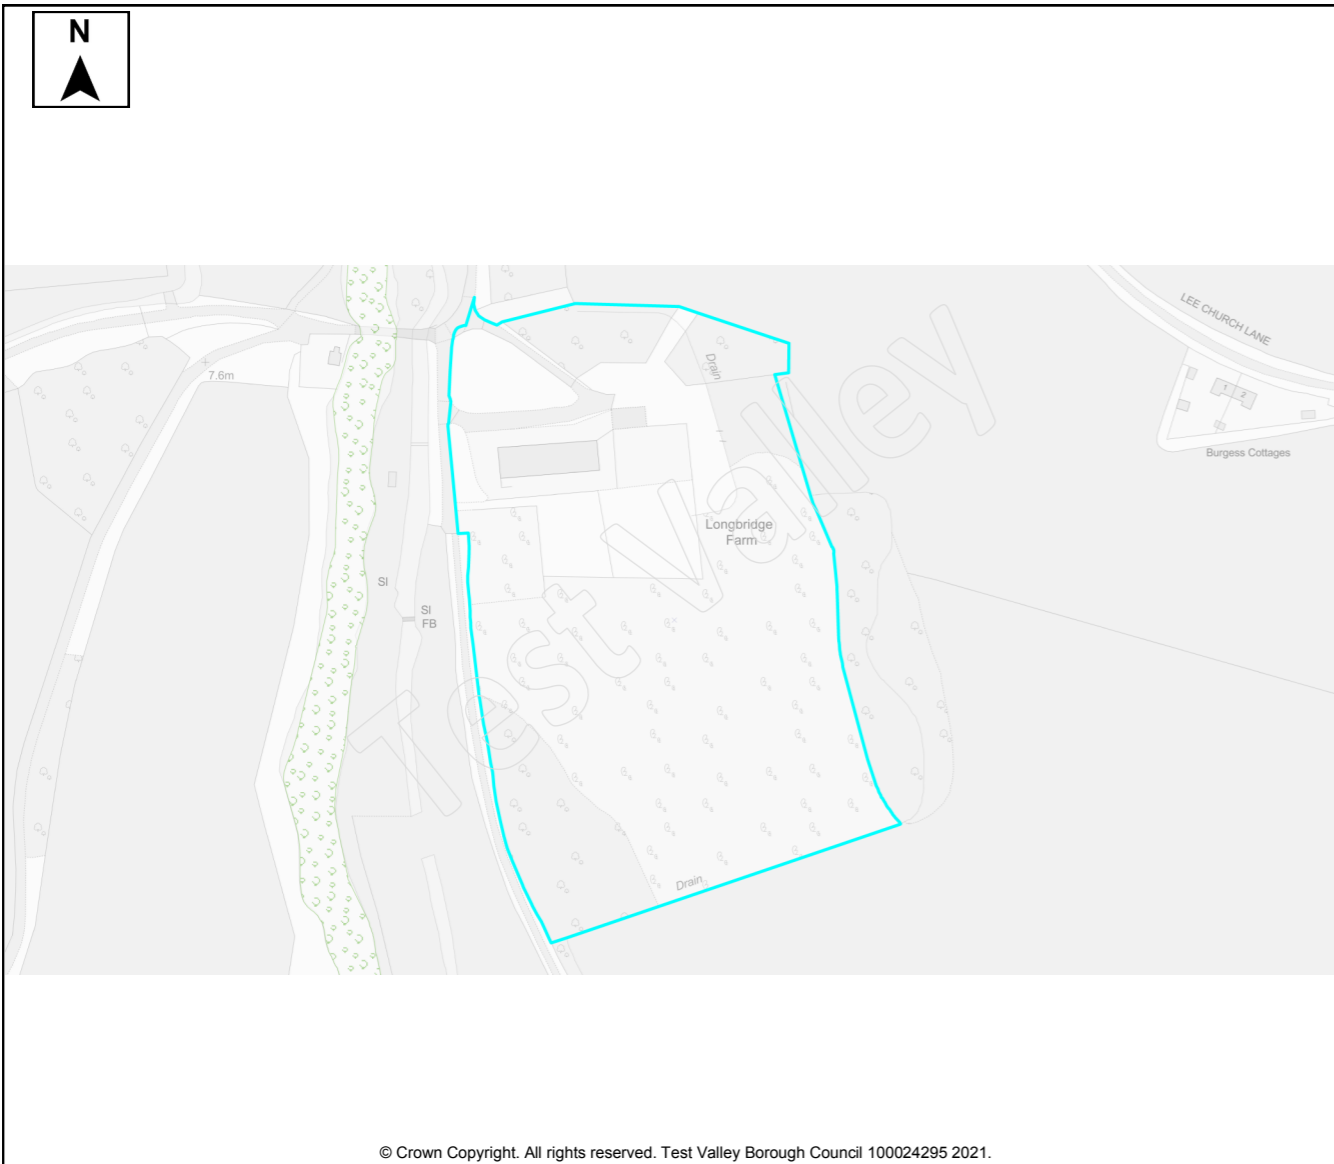 N
LEE CHURCH LANE
7.6m
Drain
1
2
Burgess Cottages
Test Valley
Longbridge
Farm
Sl
Sl
FB
Drain
© Crown Copyright. All rights reserved. Test Valley Borough Council 100024295 2021.